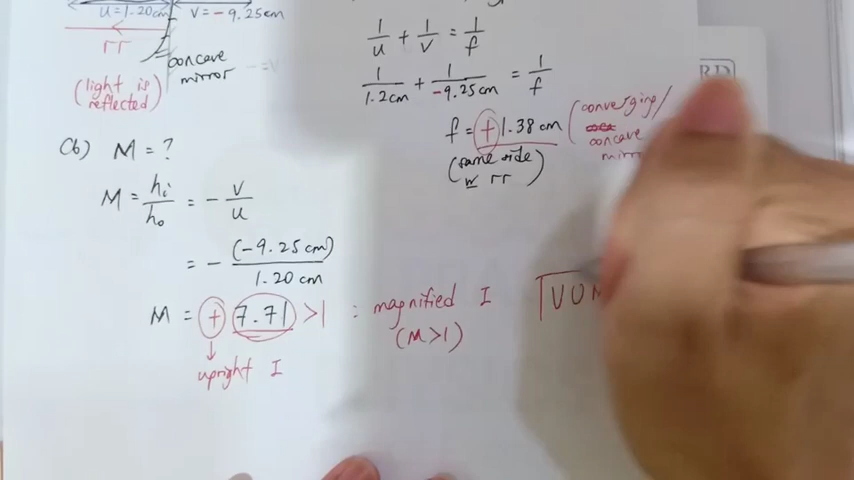 u = 1.20cm v = -9.25cm
rr
(light is reflected)
concave mirror
1/u + 1/v = 1/f
1/1.2cm + 1/-9.25cm = 1/f
f = +1.38 cm
(same side w rr)
(converging/
concave
(b) M = ?
M = hi/ho = - v/u
= - (-9.25 cm)/1.20 cm
M = + 7.71 >1 : magnified I
(M>1)
upright I
VU
RD